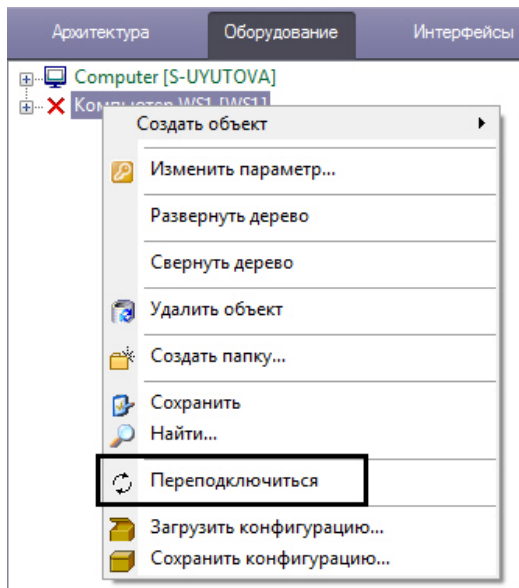 Архитектура Оборудование Интерфейсы
Computer [S-UYUTOVA]
Компьютер WS1 [WS1]
Создать объект
Изменить параметр...
Развернуть дерево
Свернуть дерево
Удалить объект
Создать папку...
Сохранить
Найти...
Переподключиться
Загрузить конфигурацию...
Сохранить конфигурацию...